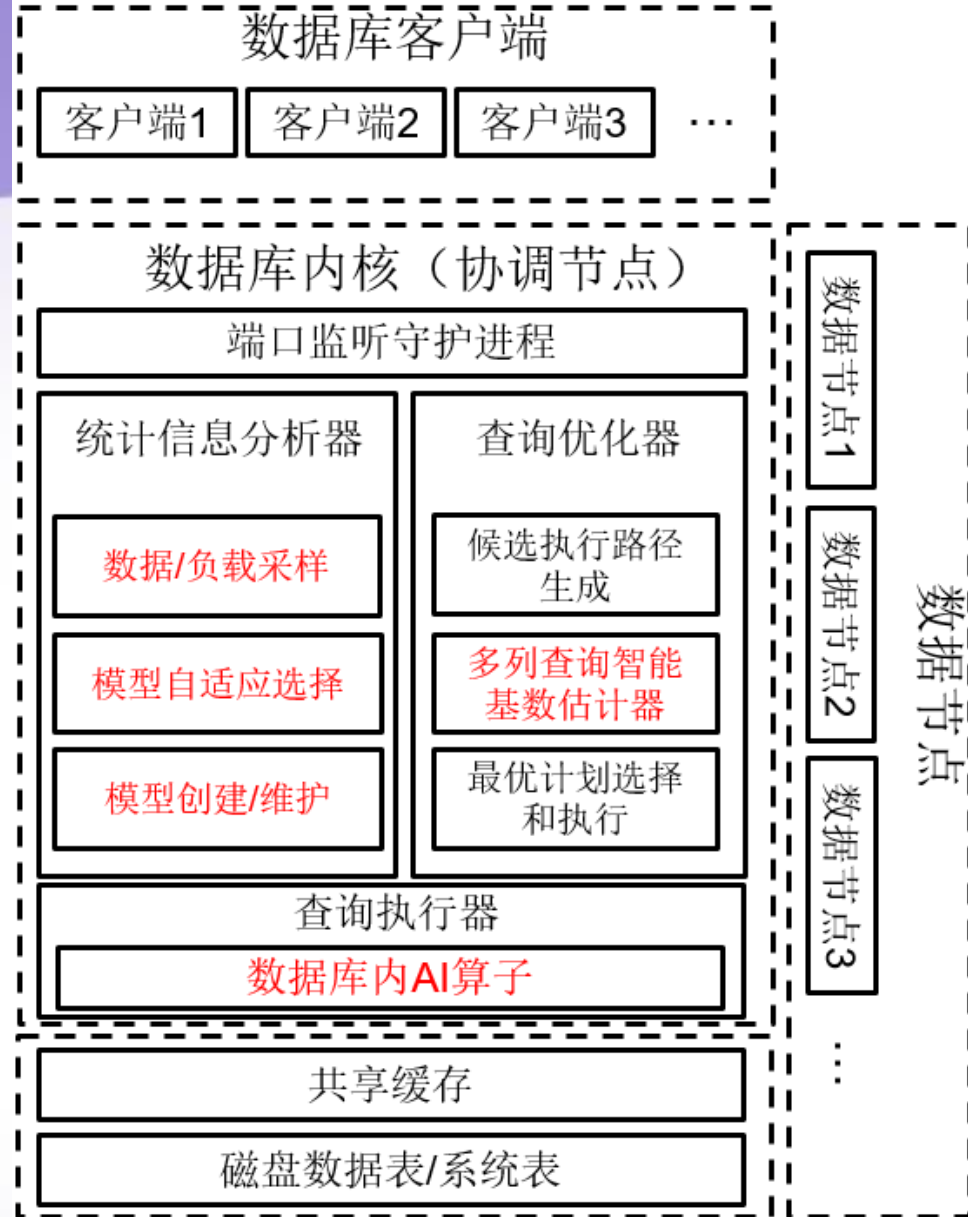 数据库客户端
客户端1
客户端2
客户端3
…
数据库内核（协调节点）
端口监听守护进程
统计信息分析器
数据/负载采样
模型自适应选择
模型创建/维护
查询优化器
候选执行路径
生成
多列查询智能
基数估计器
最优计划选择
和执行
查询执行器
数据库内AI算子
共享缓存
磁盘数据表/系统表
数据节点1
数据节点2
数据节点3
…
数据节点